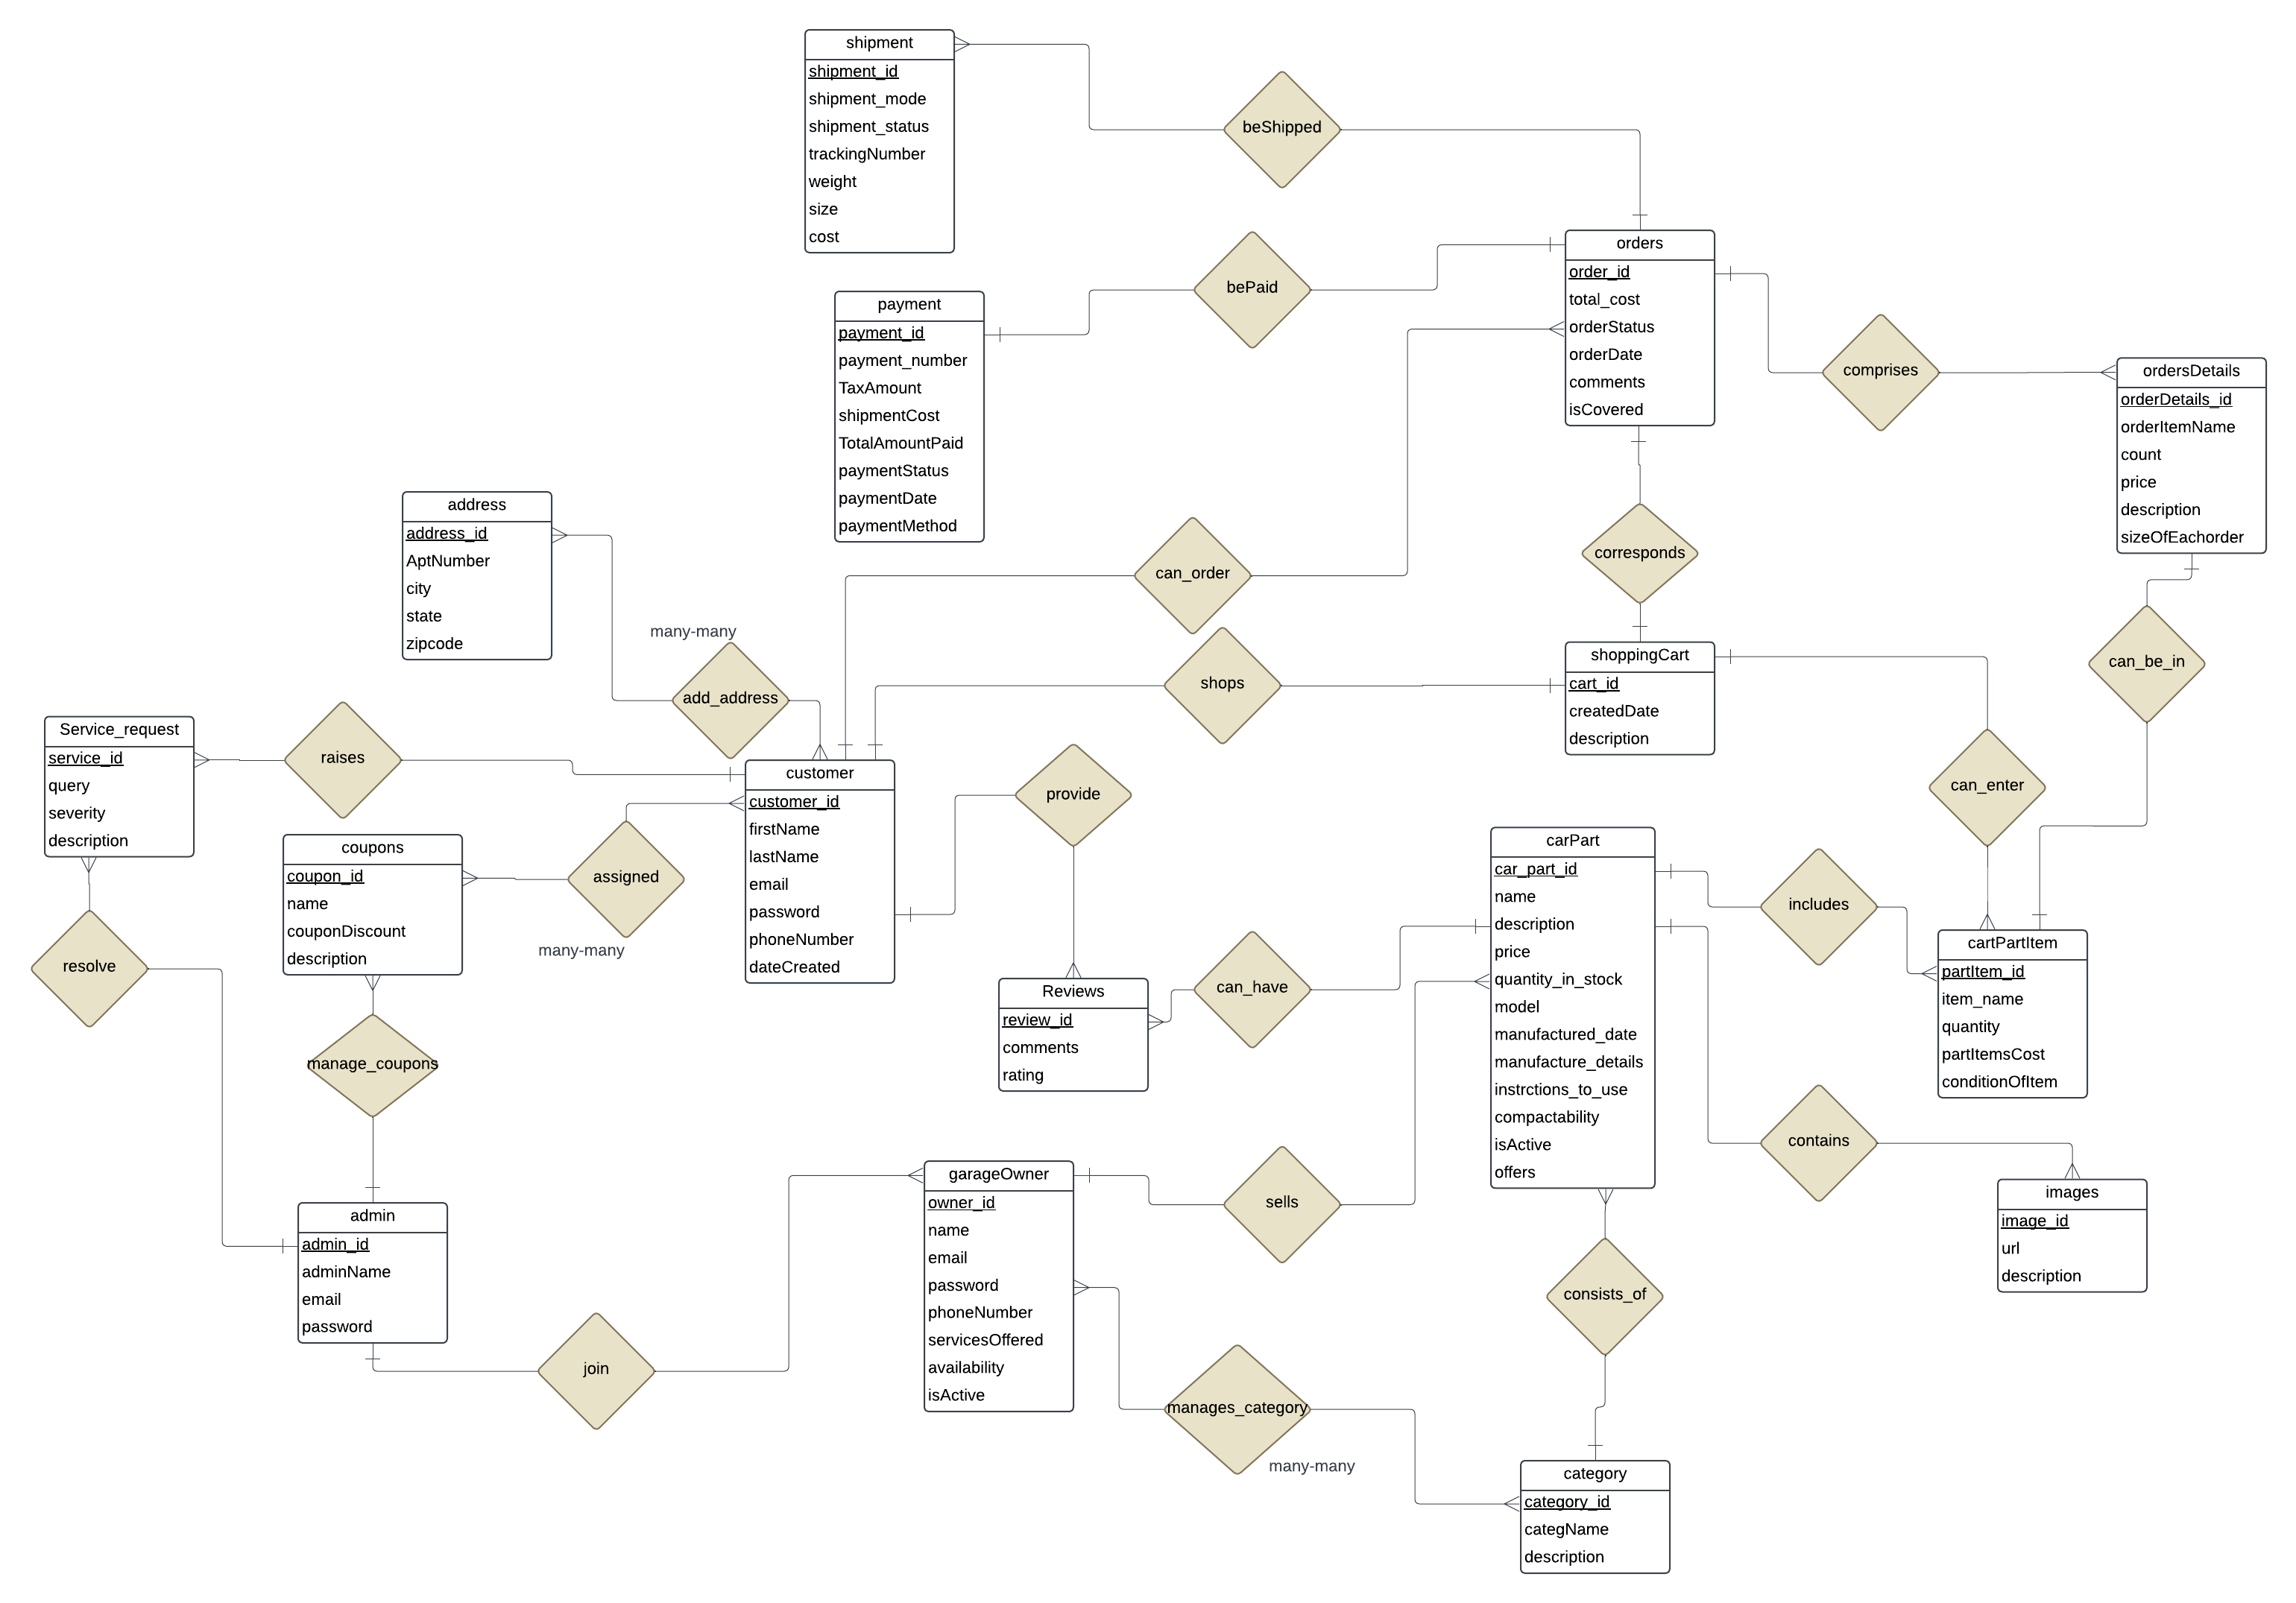 shipment
shipment_id
shipment_mode
shipment_status
trackingNumber
weight
size
cost
beShipped
orders
order_id
total_cost
orderStatus
orderDate
comments
isCovered
bePaid
payment
payment_id
payment_number
TaxAmount
shipmentCost
TotalAmountPaid
paymentStatus
paymentDate
paymentMethod
comprises
ordersDetails
orderDetails_id
orderItemName
count
price
description
sizeOfEachorder
address
address_id
AptNumber
city
state
zipcode
many-many
add_address
can_order
corresponds
shops
shoppingCart
cart_id
createdDate
description
can_be_in
can_enter
Service_request
service_id
query
severity
description
raises
customer
customer_id
firstName
lastName
email
password
phoneNumber
dateCreated
provide
coupons
coupon_id
name
couponDiscount
description
assigned
many-many
resolve
manage_coupons
Reviews
review_id
comments
rating
can_have
carPart
car_part_id
name
description
price
quantity_in_stock
model
manufactured_date
manufacture_details
instrctions_to_use
compactability
isActive
offers
includes
cartPartItem
partItem_id
item_name
quantity
partItemsCost
conditionOfItem
contains
images
image_id
url
description
admin
admin_id
adminName
email
password
join
garageOwner
owner_id
name
email
password
phoneNumber
servicesOffered
availability
isActive
sells
consists_of
manages_category
many-many
category
category_id
categName
description